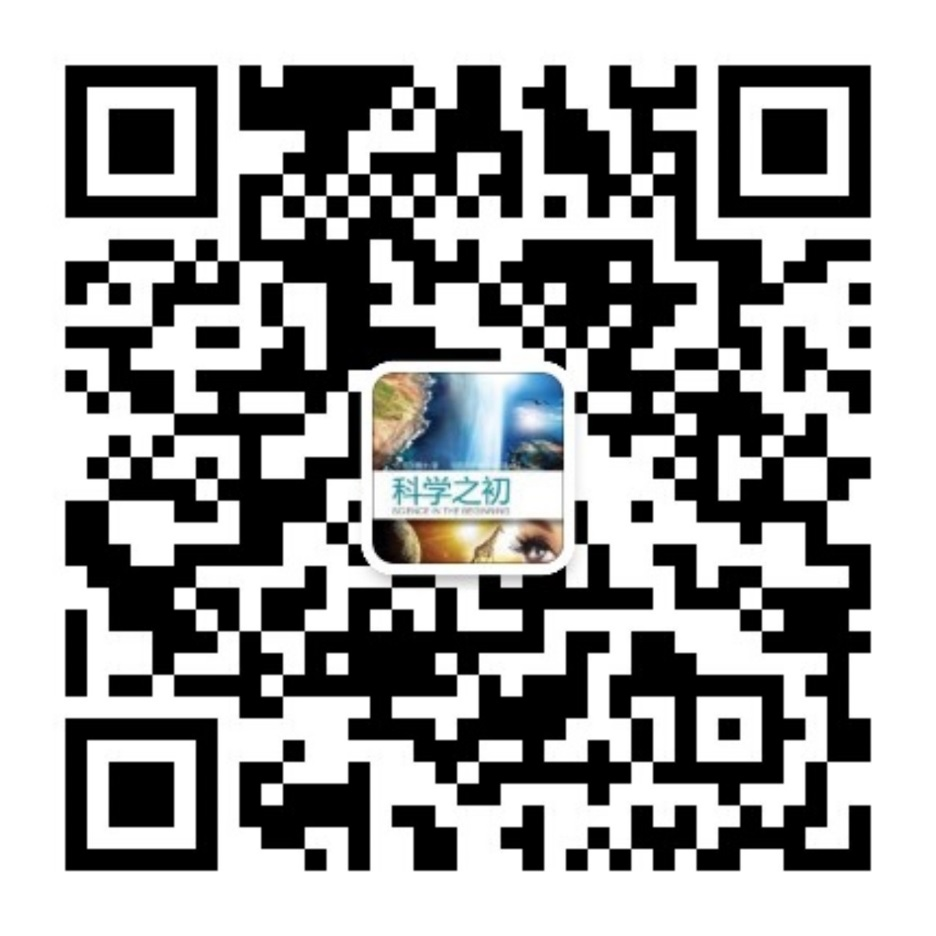 科学之初
SCIENCE IN THE BEGINNING